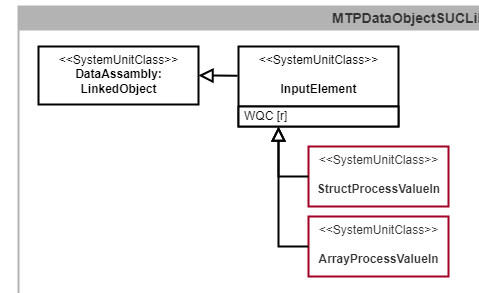 MTPDataObjectSUCLi
<<SystemUnitClass>>
DataAssambly:
LinkedObject
<<SystemUnitClass>>
InputElement
WQC [r]
<<SystemUnitClass>>
StructProcessValueIn
<<SystemUnitClass>>
ArrayProcessValueIn